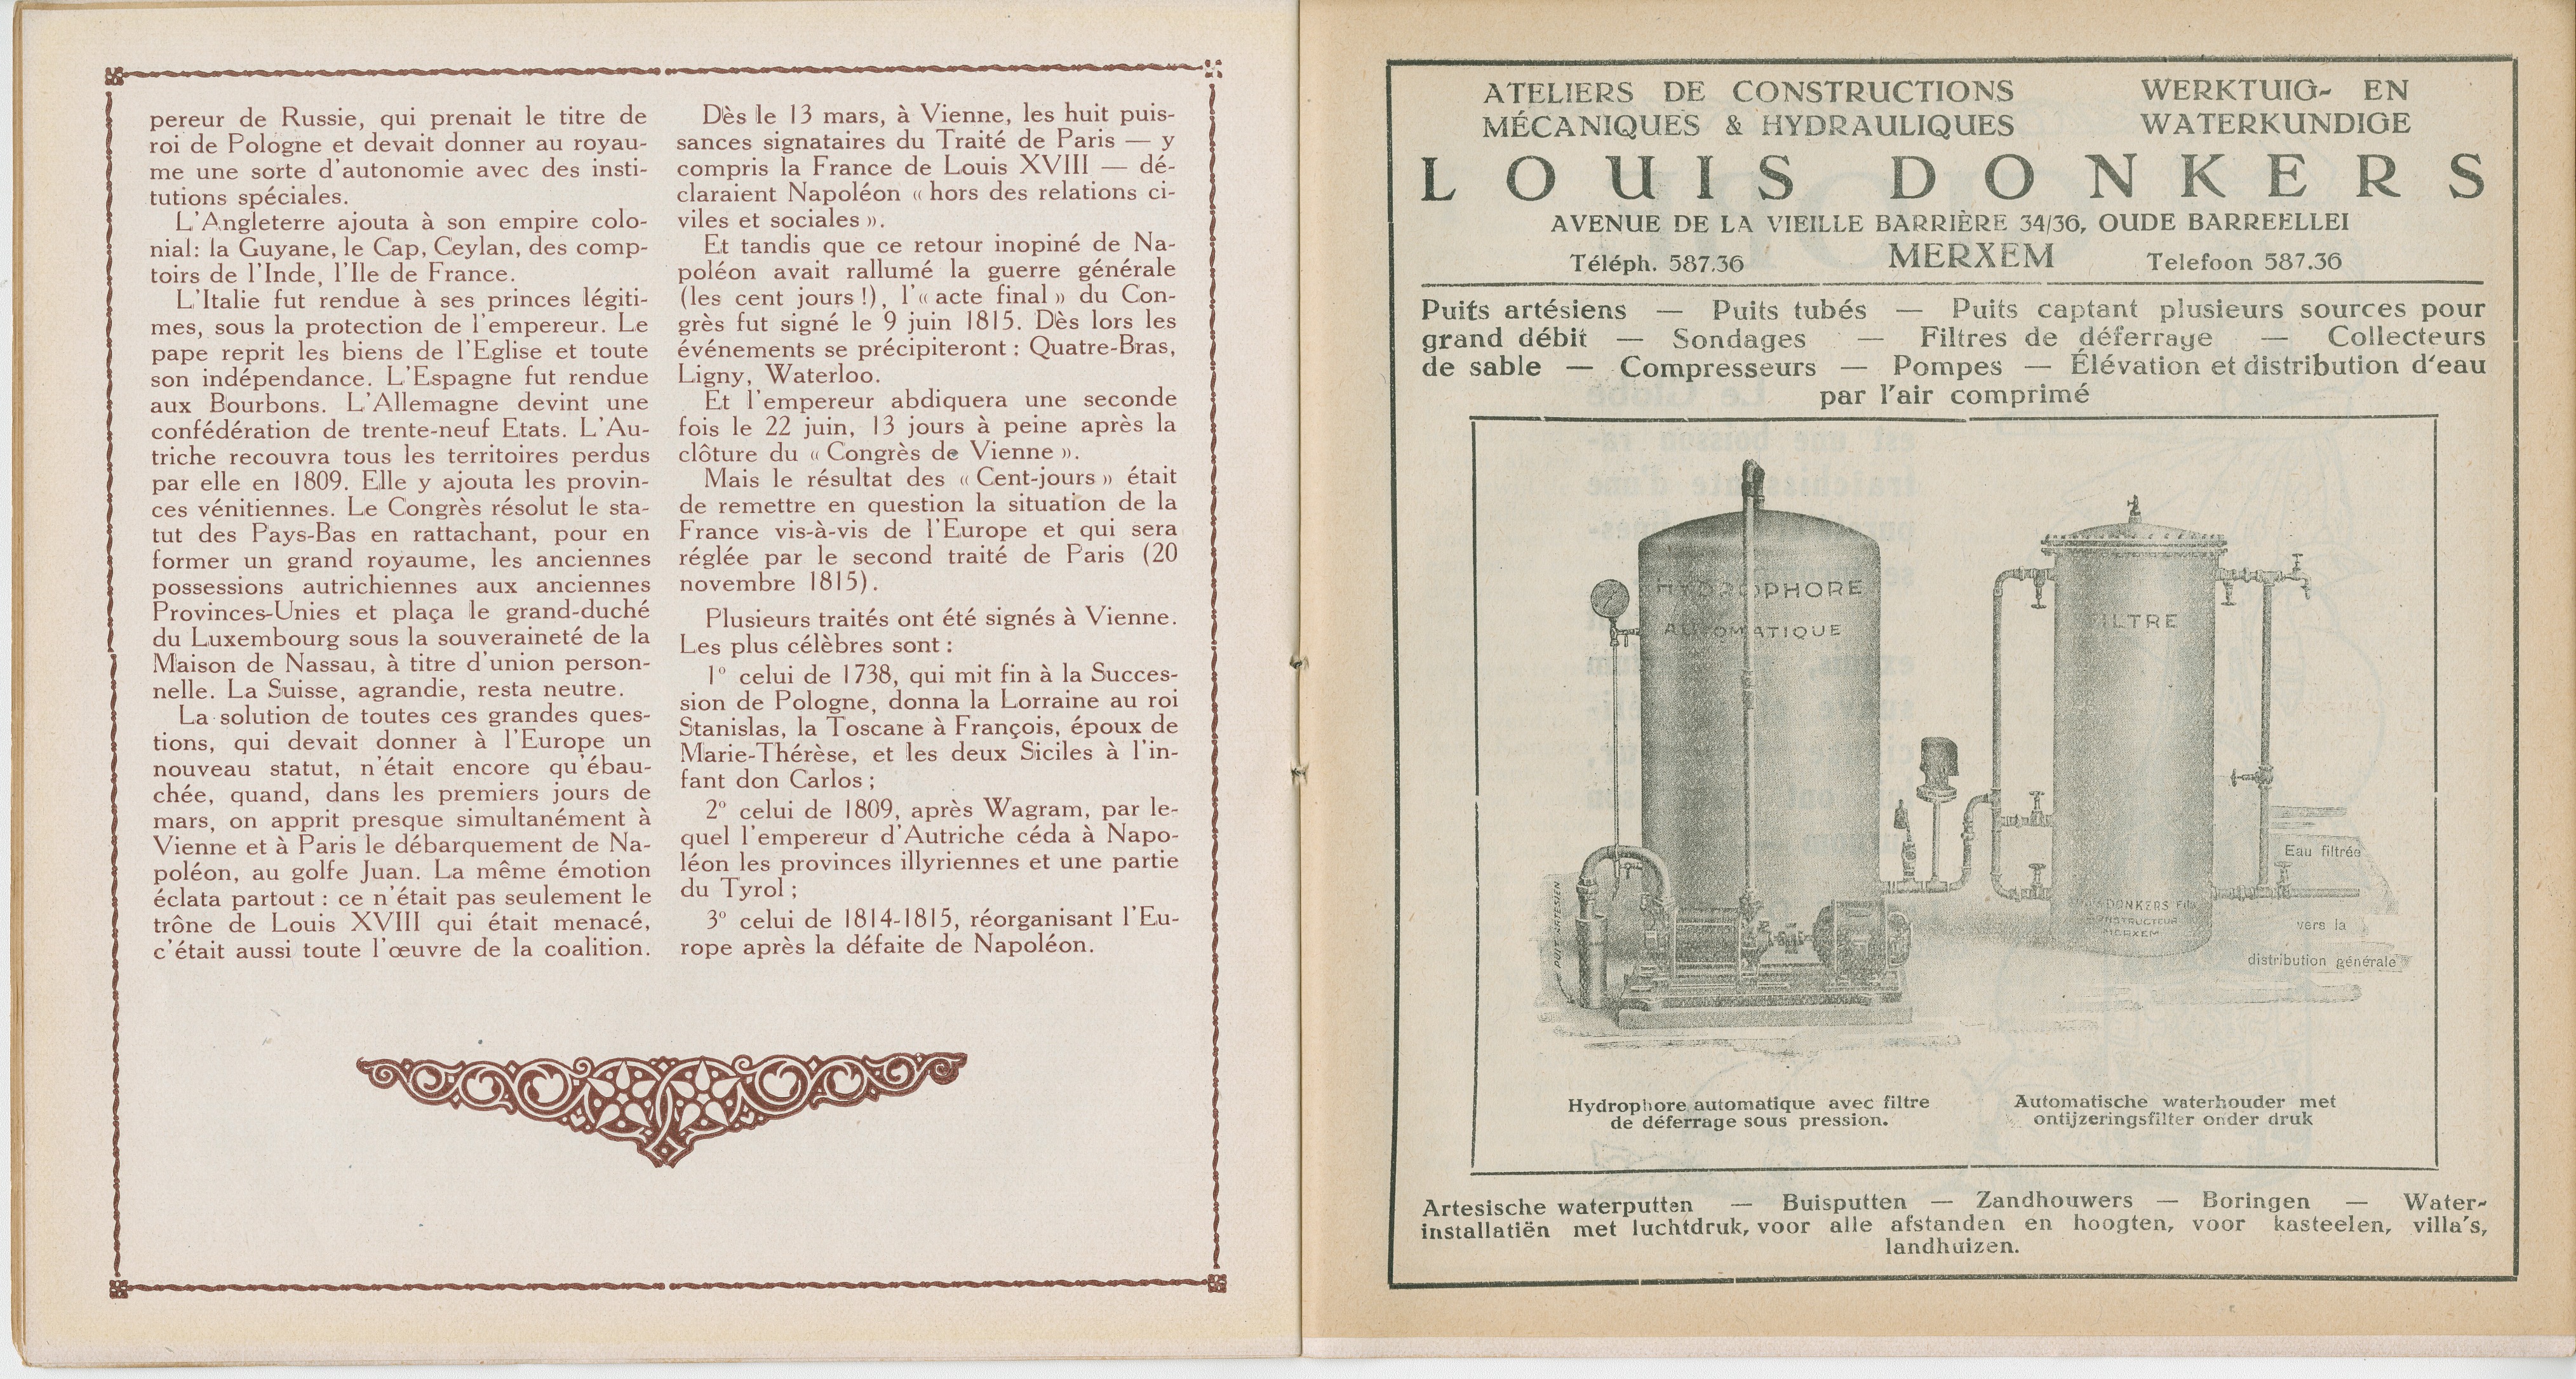 pereur de Russie, qui prenait le titre de
roi de Pologne et devait donner au royau-
me une sorte d'autonomie avec des insti-
tutions spéciales.
L'Angleterre ajouta à son empire colo-
nial: la Guyane, le Cap, Ceylan, des comp-
toirs de l'Inde, l'Ile de France.
L'Italie fut rendue à ses princes légiti-
mes, sous la protection de l'empereur. Le
pape reprit les biens de l'Eglise et toute
son indépendance. L'Espagne fut rendue
aux Bourbons. L'Allemagne devint une
confédération de trente-neuf Etats. L'Au-
triche recouvra tous les territoires perdus
par elle en 1809. Elle y ajouta les provin-
ces vénitiennes. Le Congrès résolut le sta-
tut des Pays-Bas en rattachant, pour en
former un grand royaume, les anciennes
possessions autrichiennes aux anciennes
Provinces-Unies et plaça le grand-duché
du Luxembourg sous la souveraineté de la
Maison de Nassau, à titre d'union person-
nelle. La Suisse, agrandie, resta neutre.
La solution de toutes ces grandes ques-
tions, qui devait donner à l'Europe un
nouveau statut, n'était encore qu'ébau-
chée, quand, dans les premiers jours de
mars, on apprit presque simultanément à
Vienne et à Paris le débarquement de Na-
poléon, au golfe Juan. La même émotion
éclata partout : ce n'était pas seulement le
trône de Louis XVIII qui était menacé,
c'était aussi toute l'œuvre de la coalition.
Dès le 13 mars, à Vienne, les huit puis-
sances signataires du Traité de Paris — y
compris la France de Louis XVIII — dé-
claraient Napoléon « hors des relations ci-
viles et sociales ».
Et tandis que ce retour inopiné de Na-
poléon avait rallumé la guerre générale
(les cent jours !), l'« acte final » du Con-
grès fut signé le 9 juin 1815. Dès lors les
événements se précipiteront : Quatre-Bras,
Ligny, Waterloo.
Et l'empereur abdiquera une seconde
fois le 22 juin, 13 jours à peine après la
clôture du « Congrès de Vienne ».
Mais le résultat des « Cent-jours » était
de remettre en question la situation de la
France vis-à-vis de l'Europe et qui sera
réglée par le second traité de Paris (20
novembre 1815).
Plusieurs traités ont été signés à Vienne.
Les plus célèbres sont :
1° celui de 1738, qui mit fin à la Succes-
sion de Pologne, donna la Lorraine au roi
Stanislas, la Toscane à François, époux de
Marie-Thérèse, et les deux Siciles à l'in-
fant don Carlos ;
2° celui de 1809, après Wagram, par le-
quel l'empereur d'Autriche céda à Napo-
léon les provinces illyriennes et une partie
du Tyrol ;
3° celui de 1814-1815, réorganisant l'Eu-
rope après la défaite de Napoléon.
ATELIERS DE CONSTRUCTIONS
MÉCANIQUES & HYDRAULIQUES
WERKTUIG- EN
WATERKUNDIGE
LOUIS DONKERS
AVENUE DE LA VIEILLE BARRIÈRE 34/36, OUDE BARREELLEI
Téléph. 587.36 MERXEM Telefoon 587.36
Puits artésiens — Puits tubés — Puits captant plusieurs sources pour
grand débit — Sondages — Filtres de déferraye — Collecteurs
de sable — Compresseurs — Pompes — Élévation et distribution d'eau
par l'air comprimé
HYDROPHORE
AUTOMATIQUE
FILTRE
Eau filtrée
PUIT ARTESIEN
DONKERS
CONSTRUCTEUR
MERXEM
vers la
distribution générale
Hydrophore automatique avec filtre
de déferrage sous pression.
Automatische waterhouder met
ontijzeringsfilter onder druk
Artesische waterputten — Buisputten — Zandhouwers — Boringen — Water-
installatiën met luchtdruk, voor alle afstanden en hoogten, voor kasteelen, villa's,
landhuizen.